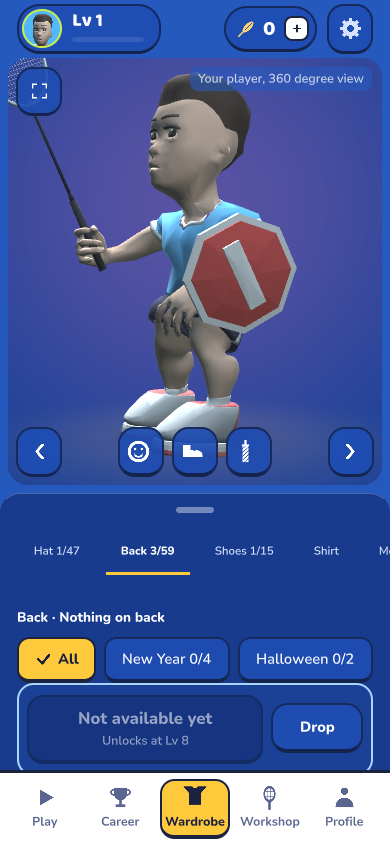 Lv 1
0
+
Your player, 360 degree view
Hat 1/47
Back 3/59
Shoes 1/15
Shirt
Back · Nothing on back
All
New Year 0/4
Halloween 0/2
Not available yet
Unlocks at Lv 8
Drop
Play
Career
Wardrobe
Workshop
Profile